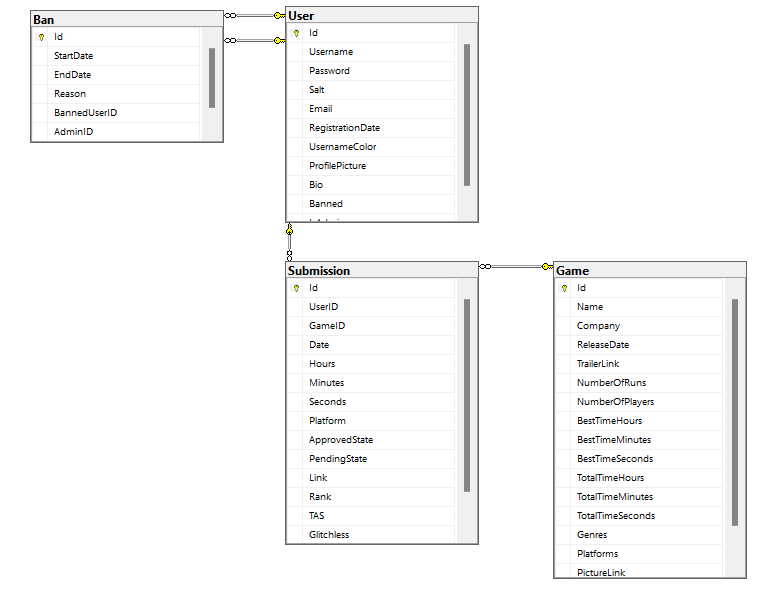 Ban
Id
StartDate
EndDate
Reason
BannedUserID
AdminID
User
Id
Username
Password
Salt
Email
RegistrationDate
UsernameColor
ProfilePicture
Bio
Banned
Submission
Id
UserID
GameID
Date
Hours
Minutes
Seconds
Platform
ApprovedState
PendingState
Link
Rank
TAS
Glitchless
Game
Id
Name
Company
ReleaseDate
TrailerLink
NumberOfRuns
NumberOfPlayers
BestTimeHours
BestTimeMinutes
BestTimeSeconds
TotalTimeHours
TotalTimeMinutes
TotalTimeSeconds
Genres
Platforms
PictureLink